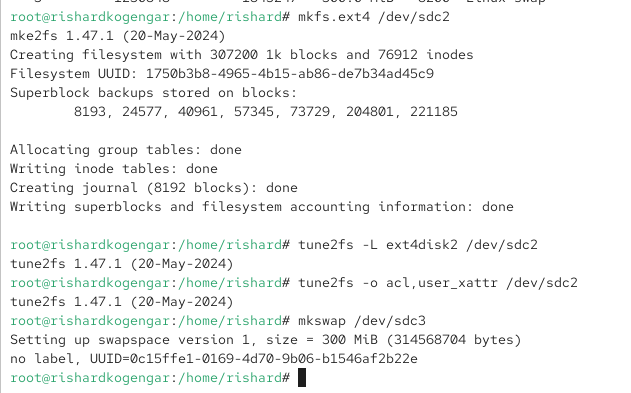 root@rishardkogengar:/home/rishard# mkfs.ext4 /dev/sdc2
mke2fs 1.47.1 (20-May-2024)
Creating filesystem with 307200 1k blocks and 76912 inodes
Filesystem UUID: 1750b3b8-4965-4b15-ab86-de7b34ad45c9
Superblock backups stored on blocks:
        8193, 24577, 40961, 57345, 73729, 204801, 221185

Allocating group tables: done
Writing inode tables: done
Creating journal (8192 blocks): done
Writing superblocks and filesystem accounting information: done

root@rishardkogengar:/home/rishard# tune2fs -L ext4disk2 /dev/sdc2
tune2fs 1.47.1 (20-May-2024)
root@rishardkogengar:/home/rishard# tune2fs -o acl,user_xattr /dev/sdc2
tune2fs 1.47.1 (20-May-2024)
root@rishardkogengar:/home/rishard# mkswap /dev/sdc3
Setting up swapspace version 1, size = 300 MiB (314568704 bytes)
no label, UUID=0c15ffe1-0169-4d70-9b06-b1546af2b22e
root@rishardkogengar:/home/rishard#